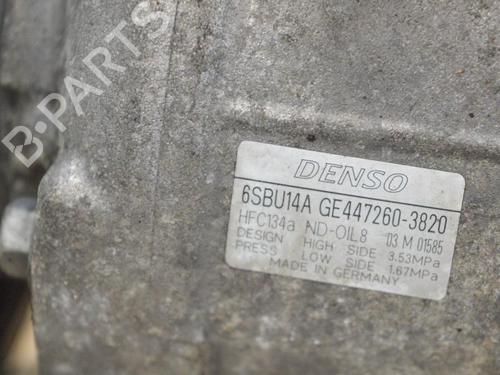 B-PARTS
DENSO
6SBU14A GE447260-3820
HFC134a ND-OIL8 03 M 01585
DESIGN HIGH SIDE 3.53MPa
PRESS LOW SIDE 1.67MPa
MADE IN GERMANY